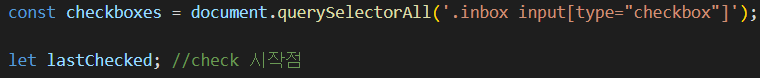 const checkboxes = document.querySelectorAll('.inbox input[type="checkbox"]');
let lastChecked; //check 시작점